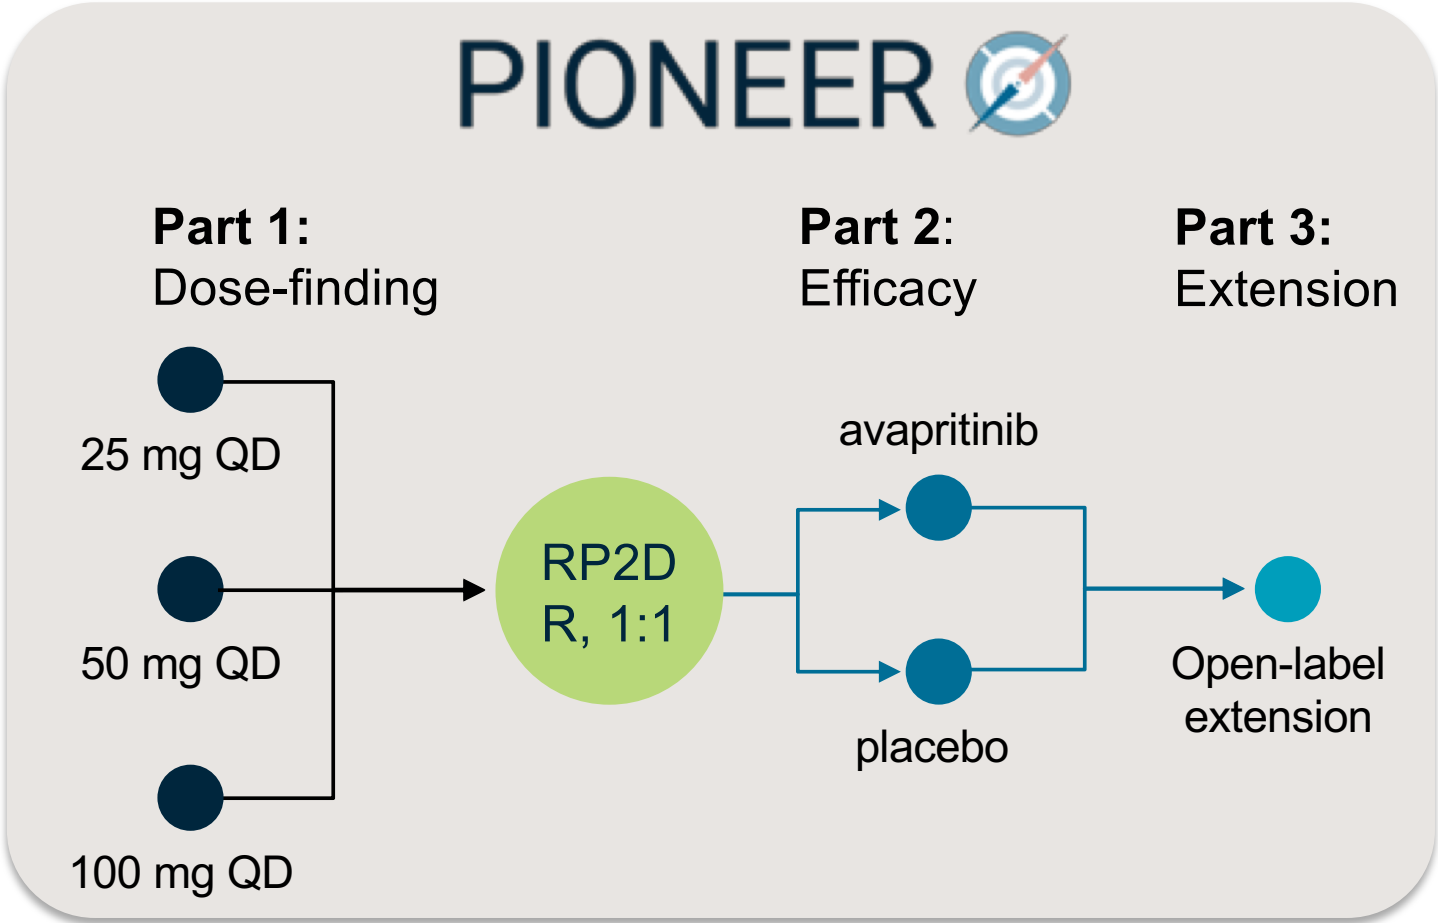 PIONEER
Part 1:
Dose-finding
Part 2:
Efficacy
Part 3:
Extension
25 mg QD
50 mg QD
100 mg QD
RP2D
R, 1:1
avapritinib
placebo
Open-label
extension